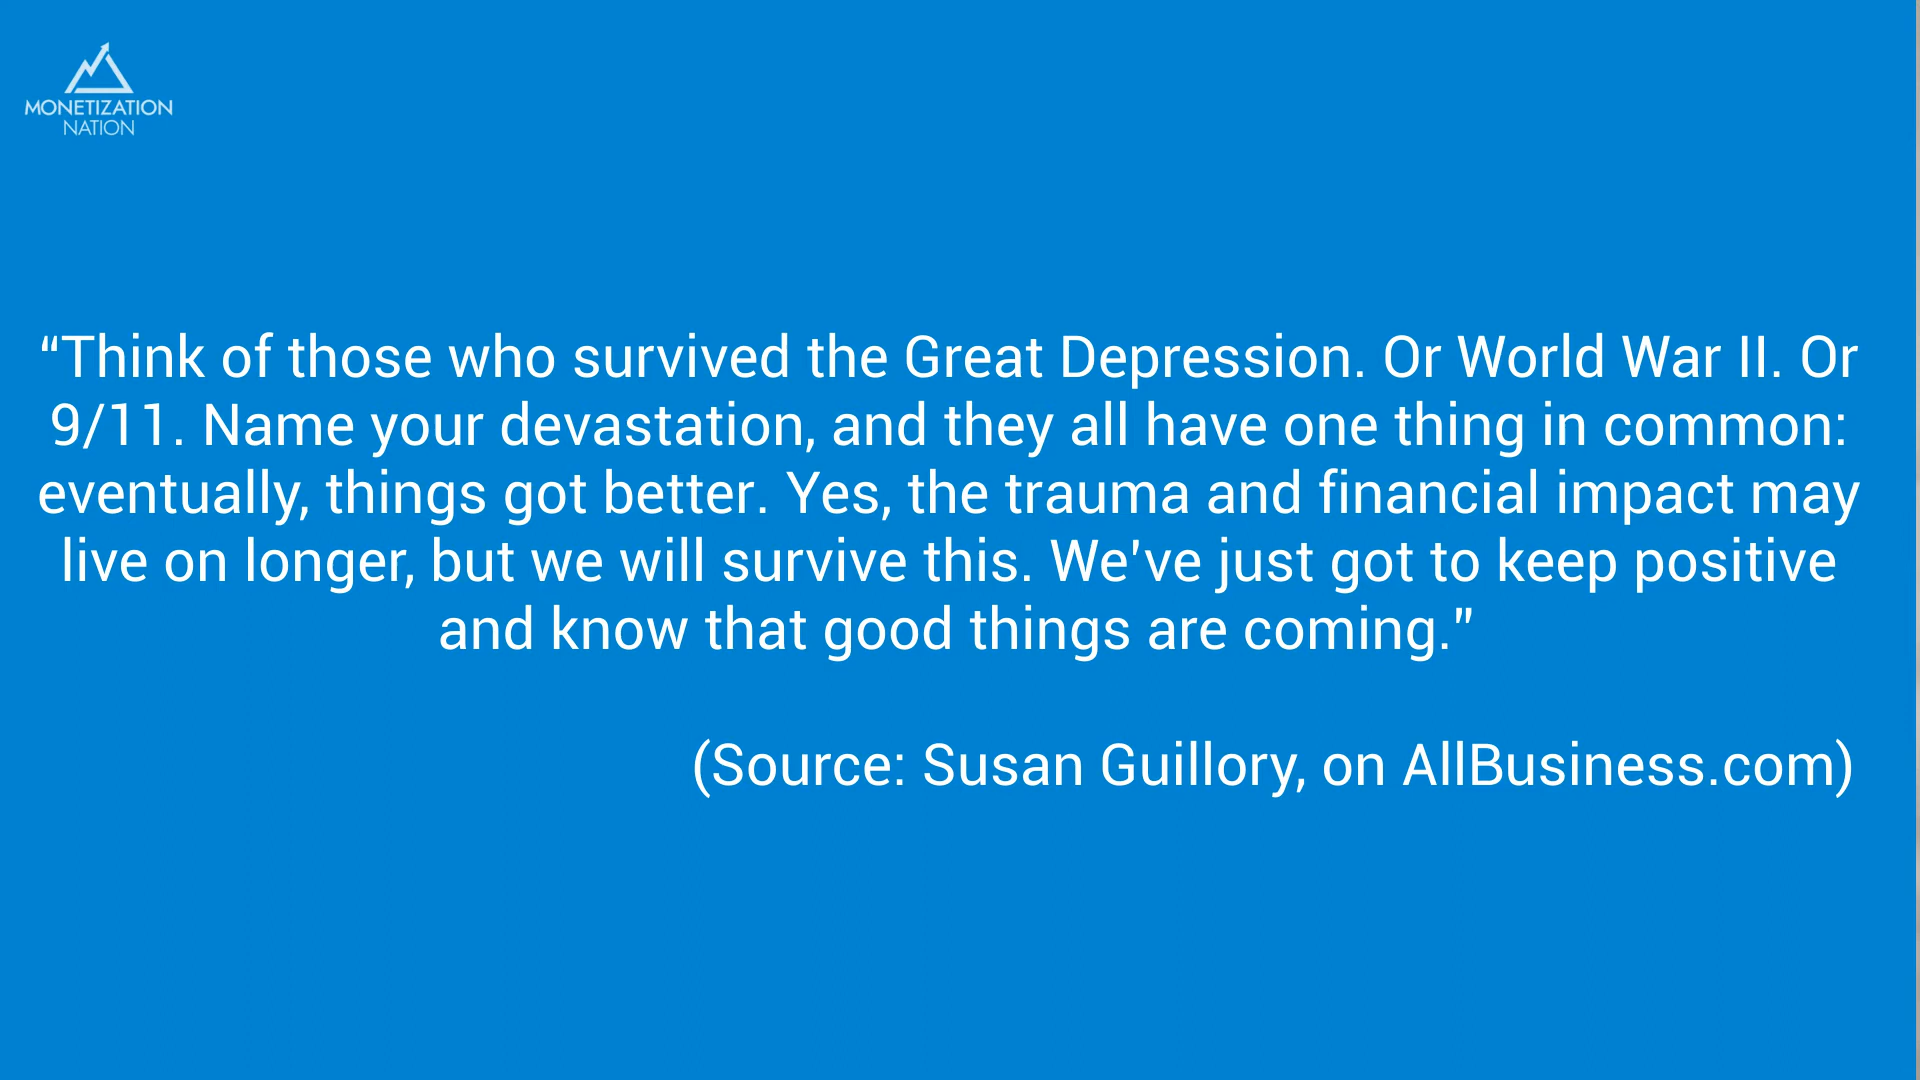 MONETIZATION
NATION
“Think of those who survived the Great Depression. Or World War II. Or
9/11. Name your devastation, and they all have one thing in common:
eventually, things got better. Yes, the trauma and financial impact may
live on longer, but we will survive this. We've just got to keep positive
and know that good things are coming.”
(Source: Susan Guillory, on AllBusiness.com)